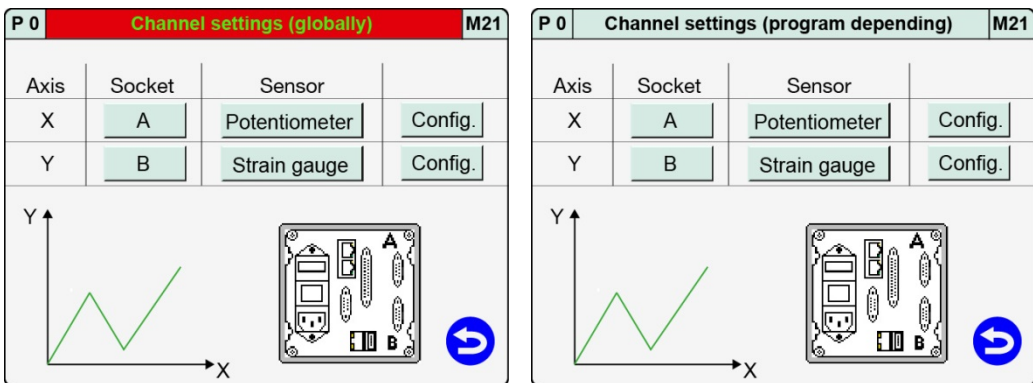 P 0 Channel settings (globally) M21
Axis Socket Sensor
X A Potentiometer Config.
Y B Strain gauge Config.
Y
A
B
X
P 0 Channel settings (program depending) M21
Axis Socket Sensor
X A Potentiometer Config.
Y B Strain gauge Config.
Y
A
B
X